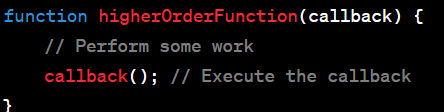 function higherOrderFunction(callback) {
    // Perform some work
    callback(); // Execute the callback
}